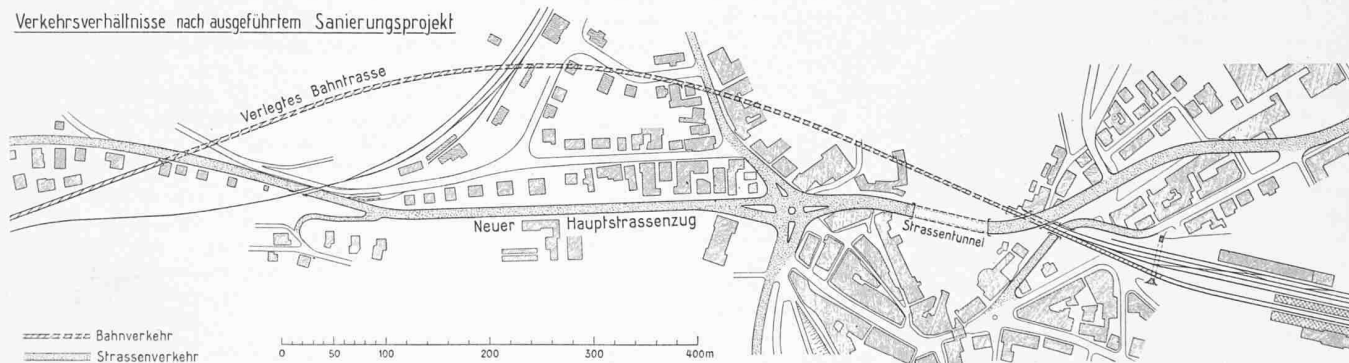 Verkehrsverhältnisse nach ausgeführtem Sanierungsprojekt
Verlegtes Bahntrasse
Neuer Hauptstrassenzug
Strassentunnel
Bahnverkehr
Strassenverkehr
0 50 100 200 300 400m